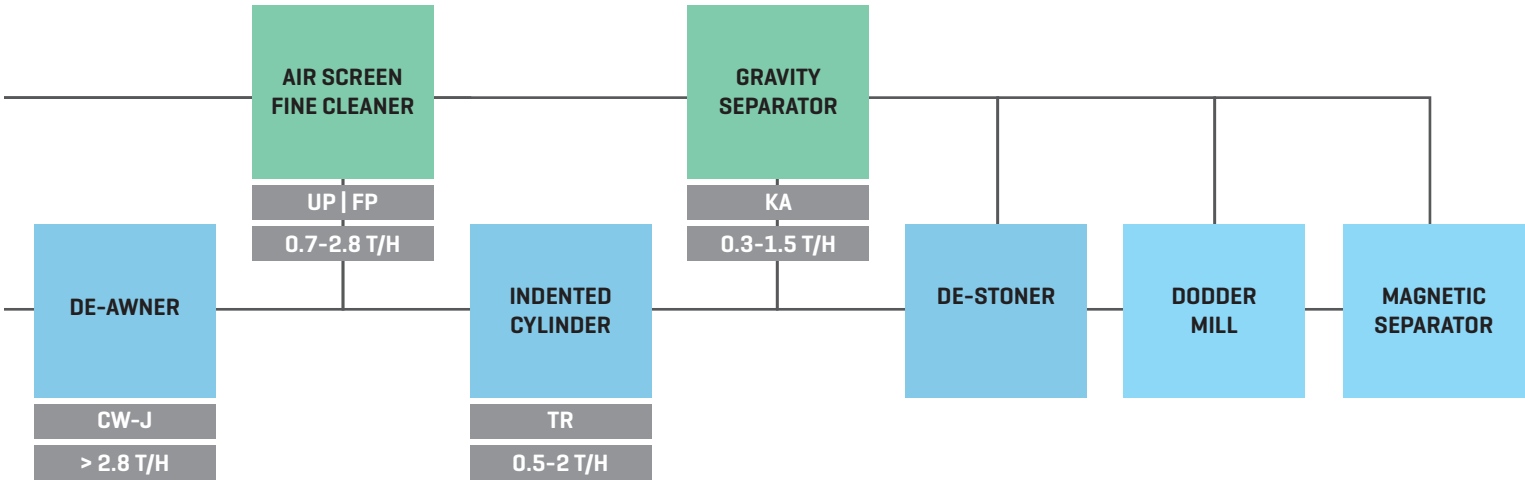 AIR SCREEN
FINE CLEANER
UP | FP
0.7-2.8 T/H
GRAVITY
SEPARATOR
KA
0.3-1.5 T/H
DE-AWNER
CW-J
> 2.8 T/H
INDENTED
CYLINDER
TR
0.5-2 T/H
DE-STONER
DODDER
MILL
MAGNETIC
SEPARATOR